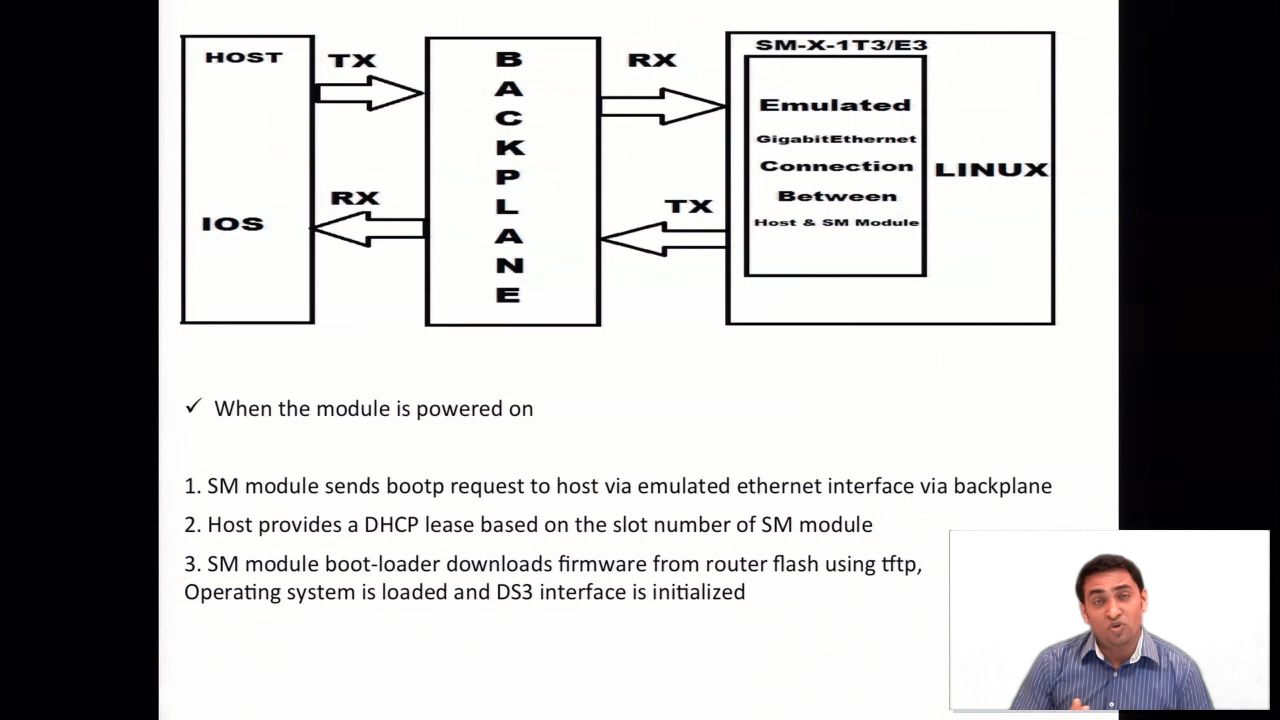 HOST
IOS
TX
RX
BACKPLANE
RX
TX
SM-X-1T3/E3
Emulated
GigabitEthernet
Connection
Between
Host & SM Module
LINUX
✓ When the module is powered on
1. SM module sends bootp request to host via emulated ethernet interface via backplane
2. Host provides a DHCP lease based on the slot number of SM module
3. SM module boot-loader downloads firmware from router flash using tftp,
Operating system is loaded and DS3 interface is initialized